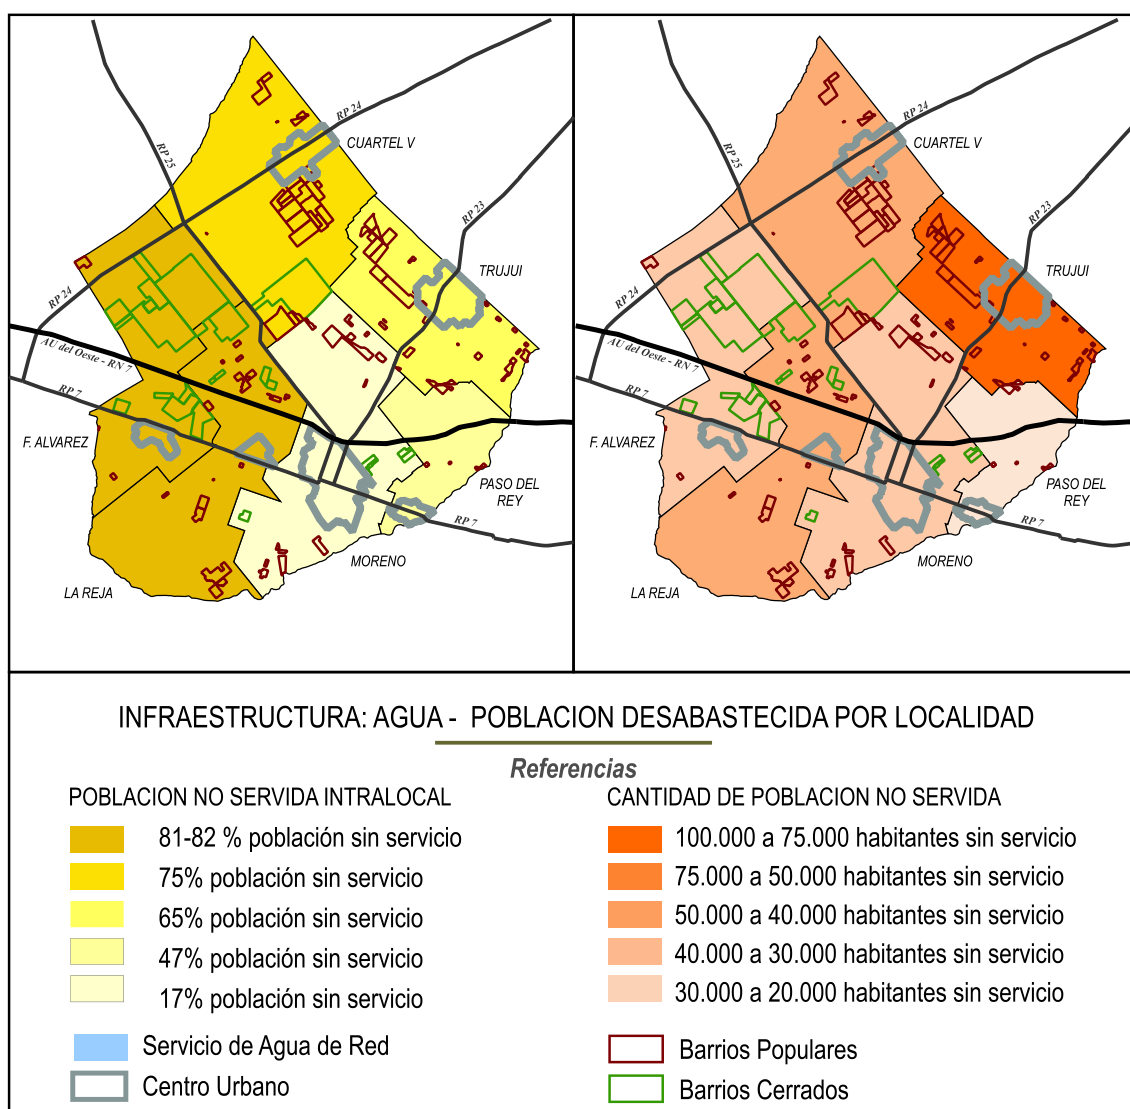 RP 24
CUARTEL V
RP 25
RP 23
TRUJUI
RP 24
AU del Oeste - RN 7
RP 7
F. ALVAREZ
PASO DEL
REY
RP 7
MORENO
LA REJA
RP 24
CUARTEL V
RP 25
RP 23
TRUJUI
RP 24
AU del Oeste - RN 7
RP 7
F. ALVAREZ
PASO DEL
REY
RP 7
MORENO
LA REJA
INFRAESTRUCTURA: AGUA - POBLACION DESABASTECIDA POR LOCALIDAD
Referencias
POBLACION NO SERVIDA INTRALOCAL
81-82 % población sin servicio
75% población sin servicio
65% población sin servicio
47% población sin servicio
17% población sin servicio
Servicio de Agua de Red
Centro Urbano
CANTIDAD DE POBLACION NO SERVIDA
100.000 a 75.000 habitantes sin servicio
75.000 a 50.000 habitantes sin servicio
50.000 a 40.000 habitantes sin servicio
40.000 a 30.000 habitantes sin servicio
30.000 a 20.000 habitantes sin servicio
Barrios Populares
Barrios Cerrados